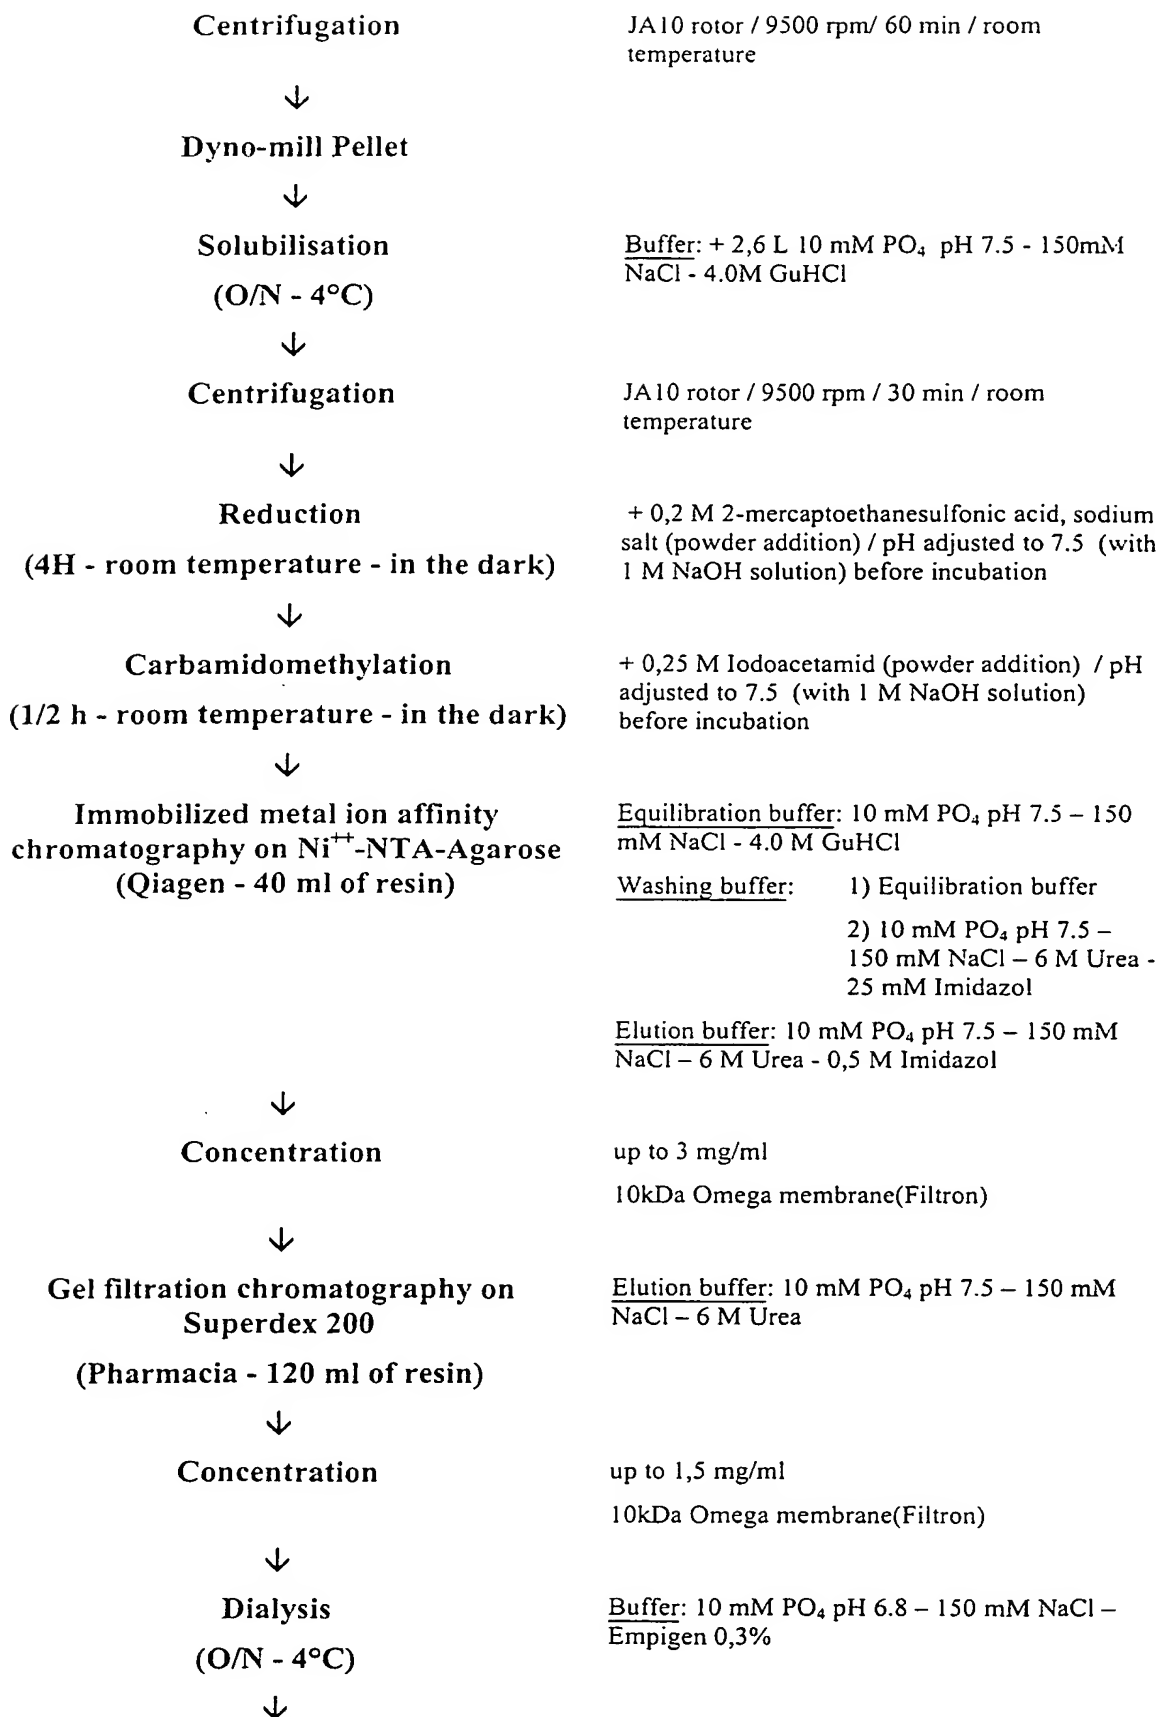 Centrifugation
JA10 rotor / 9500 rpm/ 60 min / room
temperature
↓
Dyno-mill Pellet
↓
Solubilisation
(O/N - 4°C)
Buffer: + 2,6 L 10 mM PO₄ pH 7.5 - 150mM
NaCl - 4.0M GuHCl
↓
Centrifugation
JA10 rotor / 9500 rpm / 30 min / room
temperature
↓
Reduction
(4H - room temperature - in the dark)
+ 0,2 M 2-mercaptoethanesulfonic acid, sodium
salt (powder addition) / pH adjusted to 7.5 (with
1 M NaOH solution) before incubation
↓
Carbamidomethylation
(1/2 h - room temperature - in the dark)
+ 0,25 M Iodoacetamid (powder addition) / pH
adjusted to 7.5 (with 1 M NaOH solution)
before incubation
↓
Immobilized metal ion affinity
chromatography on Ni⁺⁺-NTA-Agarose
(Qiagen - 40 ml of resin)
Equilibration buffer: 10 mM PO₄ pH 7.5 – 150
mM NaCl - 4.0 M GuHCl
Washing buffer: 1) Equilibration buffer
2) 10 mM PO₄ pH 7.5 –
150 mM NaCl – 6 M Urea -
25 mM Imidazol
Elution buffer: 10 mM PO₄ pH 7.5 – 150 mM
NaCl – 6 M Urea - 0,5 M Imidazol
↓
Concentration
up to 3 mg/ml
10kDa Omega membrane(Filtron)
↓
Gel filtration chromatography on
Superdex 200
(Pharmacia - 120 ml of resin)
Elution buffer: 10 mM PO₄ pH 7.5 – 150 mM
NaCl – 6 M Urea
↓
Concentration
up to 1,5 mg/ml
10kDa Omega membrane(Filtron)
↓
Dialysis
(O/N - 4°C)
Buffer: 10 mM PO₄ pH 6.8 – 150 mM NaCl –
Empigen 0,3%
↓